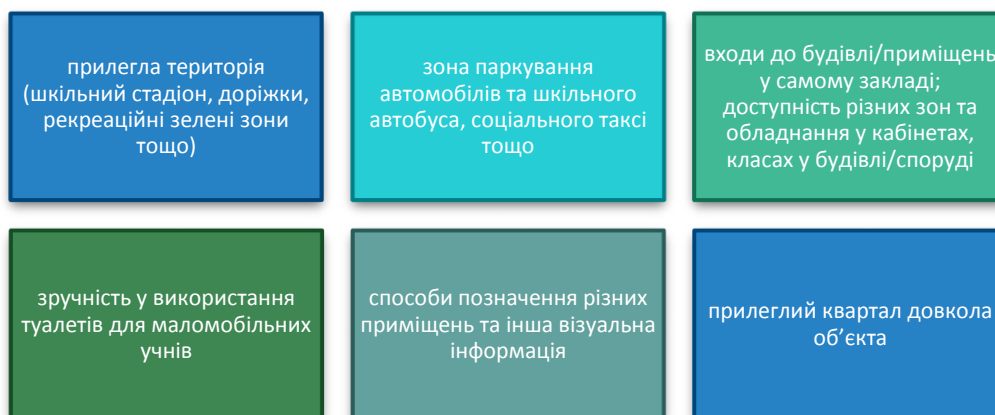 прилегла територія
(шкільний стадіон, доріжки,
рекреаційні зелені зони
тощо)
зона паркування
автомобілів та шкільного
автобуса, соціального таксі
тощо
входи до будівлі/приміщень
у самому закладі;
доступність різних зон та
обладнання у кабінетах,
класах у будівлі/споруді
зручність у використання
туалетів для маломобільних
учнів
способи позначення різних
приміщень та інша візуальна
інформація
прилеглий квартал довкола
об’єкта